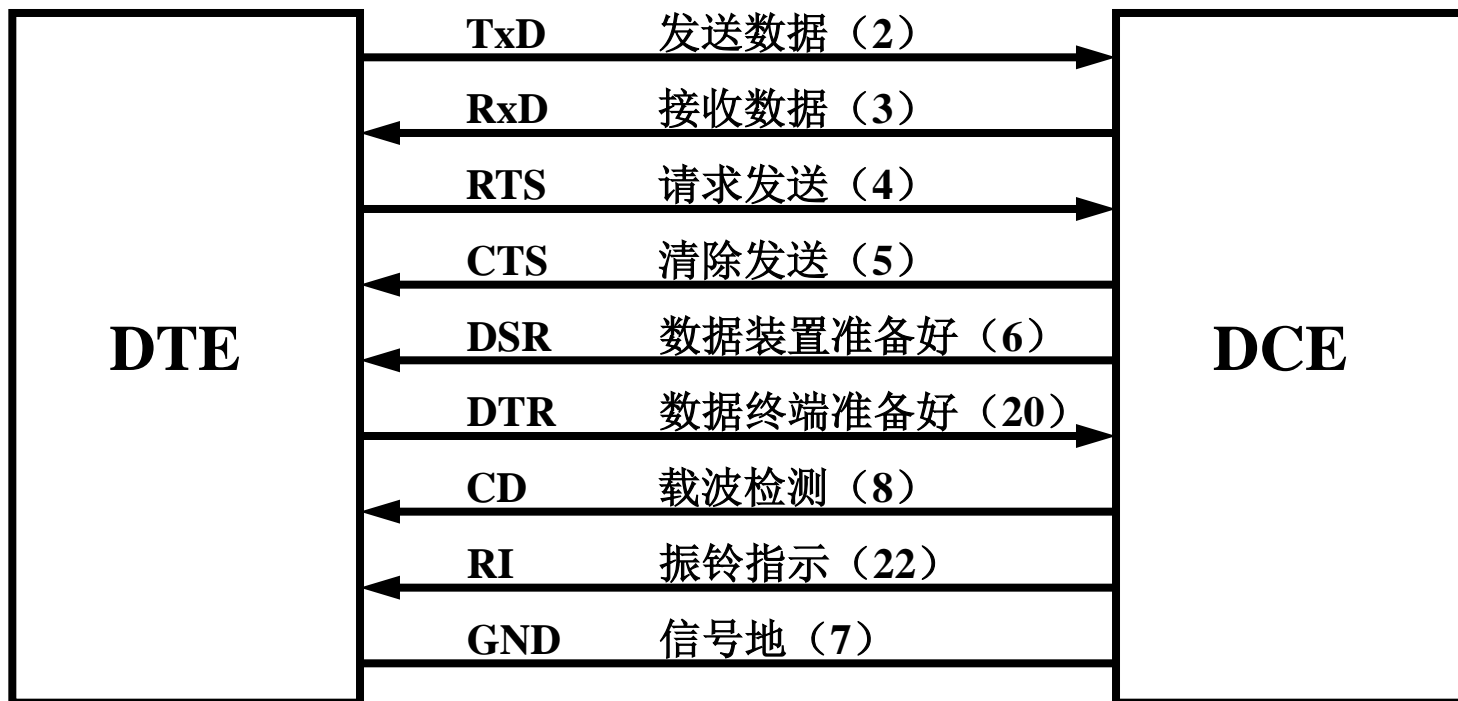 TxD 发送数据（2）
RxD 接收数据（3）
RTS 请求发送（4）
CTS 清除发送（5）
DSR 数据装置准备好（6）
DTE
DCE
DTR 数据终端准备好（20）
CD 载波检测（8）
RI 振铃指示（22）
GND 信号地（7）